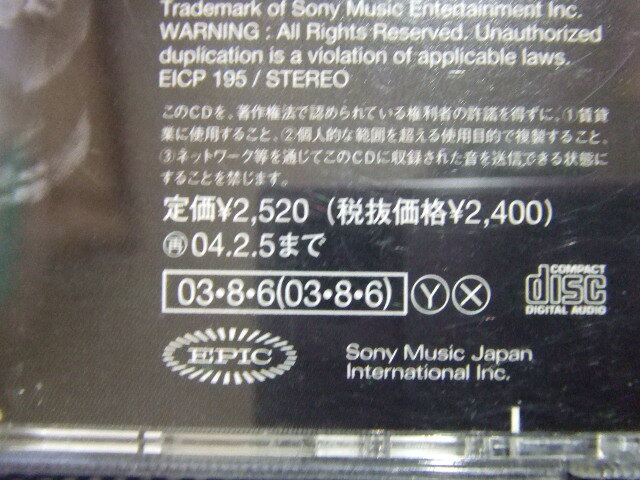 Trademark of Sony Music Entertainment Inc.
WARNING : All Rights Reserved. Unauthorized
duplication is a violation of applicable laws.
EICP 195 / STEREO
このCDを、著作権法で認められている権利者の許諾を得ずに、①賃貸
業に使用すること、②個人的な範囲を超える使用目的で複製すること、
③ネットワーク等を通じてこのCDに収録された音を送信できる状態に
することを禁じます。
定価¥2,520（税抜価格¥2,400）
㋣04.2.5まで
03•8•6(03•8•6) Ⓨ Ⓧ
COMPACT
disc
DIGITAL AUDIO
EPIC
Sony Music Japan
International Inc.